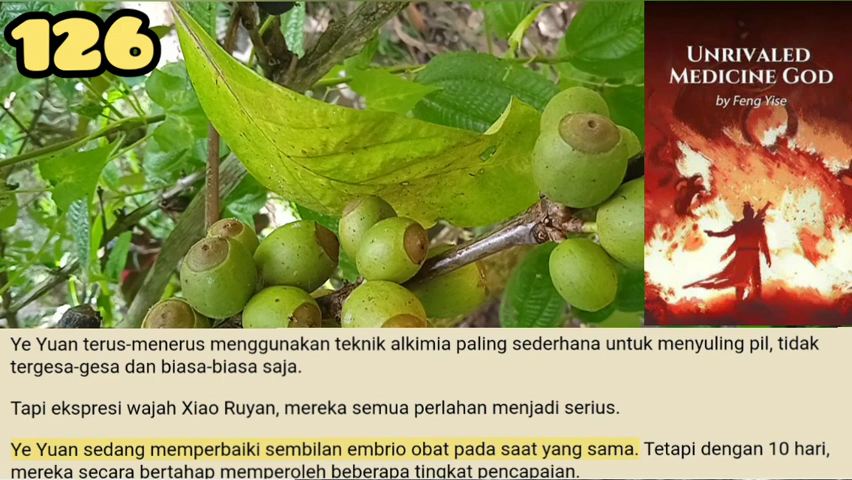 126
UNRIVALED
MEDICINE GOD
by Feng Yise
Ye Yuan terus-menerus menggunakan teknik alkimia paling sederhana untuk menyuling pil, tidak
tergesa-gesa dan biasa-biasa saja.
Tapi ekspresi wajah Xiao Ruyan, mereka semua perlahan menjadi serius.
Ye Yuan sedang memperbaiki sembilan embrio obat pada saat yang sama. Tetapi dengan 10 hari,
mereka secara bertahap memperoleh beberapa tingkat pencapaian.